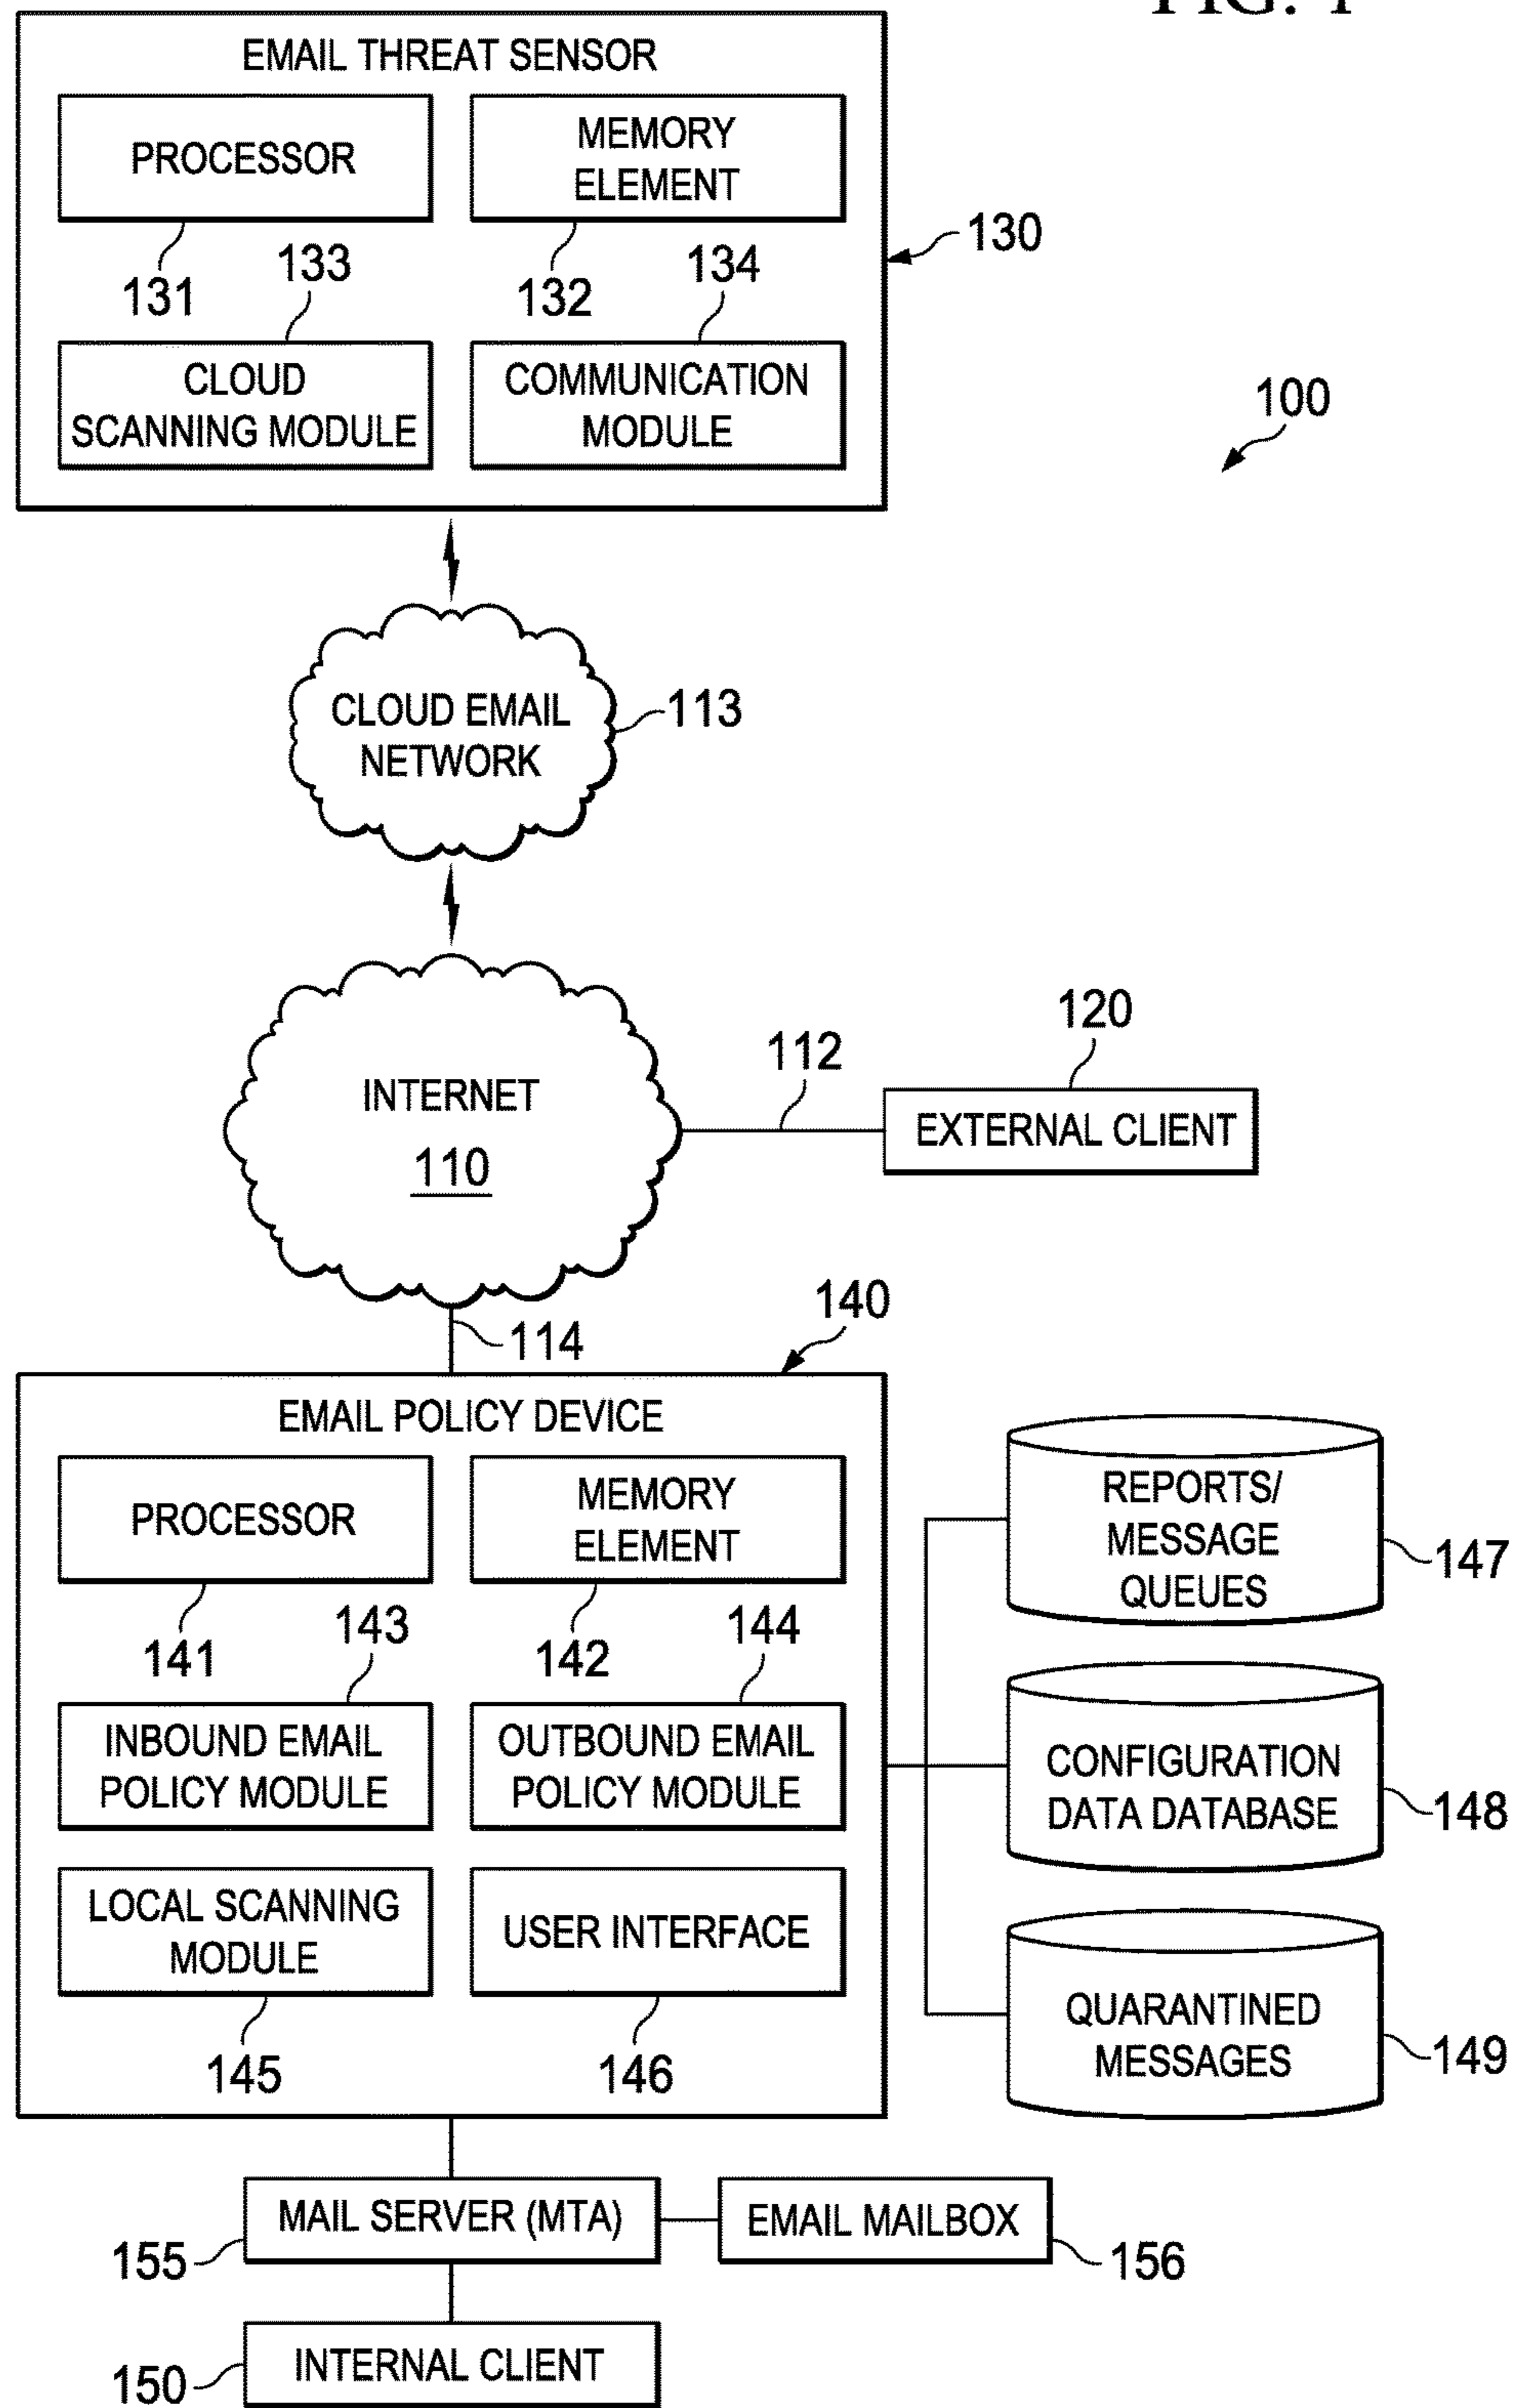 FIG. 1
EMAIL THREAT SENSOR
PROCESSOR
MEMORY
ELEMENT
130
131
133
132
134
CLOUD
SCANNING MODULE
COMMUNICATION
MODULE
100
CLOUD EMAIL
NETWORK
113
INTERNET
110
112
120
EXTERNAL CLIENT
114
140
EMAIL POLICY DEVICE
PROCESSOR
MEMORY
ELEMENT
141
143
142
144
INBOUND EMAIL
POLICY MODULE
OUTBOUND EMAIL
POLICY MODULE
LOCAL SCANNING
MODULE
USER INTERFACE
145
146
REPORTS/
MESSAGE
QUEUES
147
CONFIGURATION
DATA DATABASE
148
QUARANTINED
MESSAGES
149
MAIL SERVER (MTA)
155
EMAIL MAILBOX
156
INTERNAL CLIENT
150